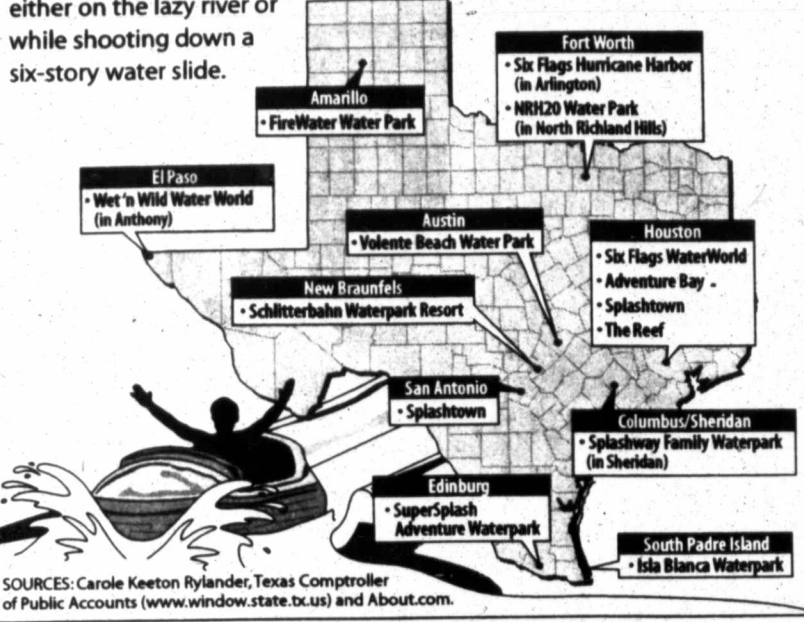 either on the lazy river or
while shooting down a
six-story water slide.
Fort Worth
• Six Flags Hurricane Harbor
(in Arlington)
• NRH20 Water Park
(in North Richland Hills)
Amarillo
• FireWater Water Park
El Paso
• Wet 'n Wild Water World
(in Anthony)
Austin
• Volente Beach Water Park
Houston
• Six Flags WaterWorld
• Adventure Bay
• Splashtown
• The Reef
New Braunfels
• Schlitterbahn Waterpark Resort
San Antonio
• Splashtown
Columbus/Sheridan
• Splashway Family Waterpark
(in Sheridan)
Edinburg
• SuperSplash
Adventure Waterpark
South Padre Island
• Isla Blanca Waterpark
SOURCES: Carole Keeton Rylander, Texas Comptroller
of Public Accounts (www.window.state.tx.us) and About.com.